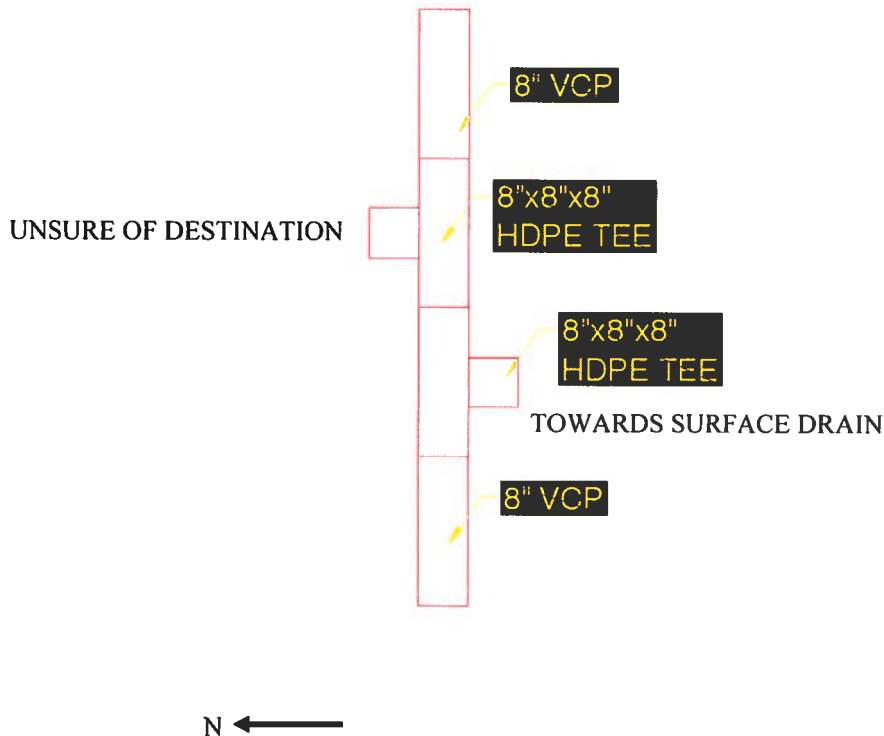 8" VCP
8"x8"x8"
HDPE TEE
UNSURE OF DESTINATION
8"x8"x8"
HDPE TEE
TOWARDS SURFACE DRAIN
8" VCP
N